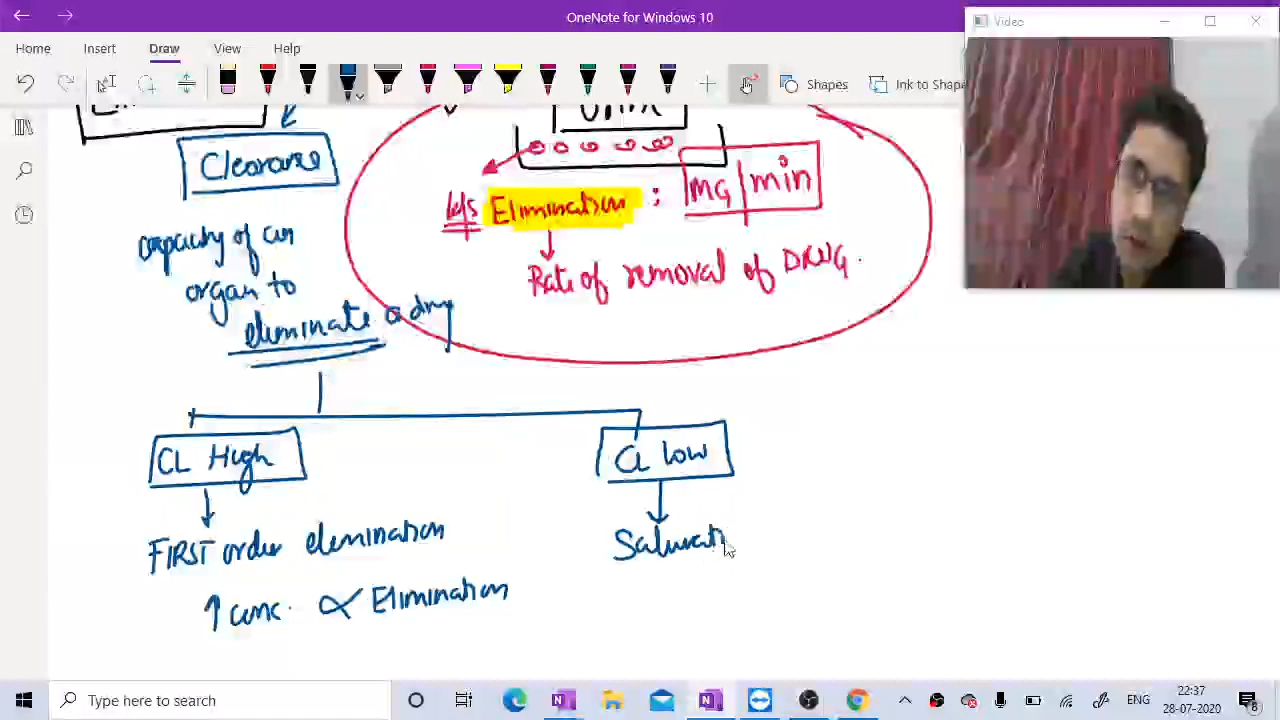 OneNote for Windows 10
Video
Home Insert Draw View Help
Shapes
Ink to Shape
Clearance
capacity of an
organ to
eliminate a drug
Elimination : mg min
Rate of removal of DRUG.
CL High
CL low
FIRST order elemination
Saturati
↑ conc. ∝ Elimination
Type here to search
ENG
22:37
28-07-2020
8